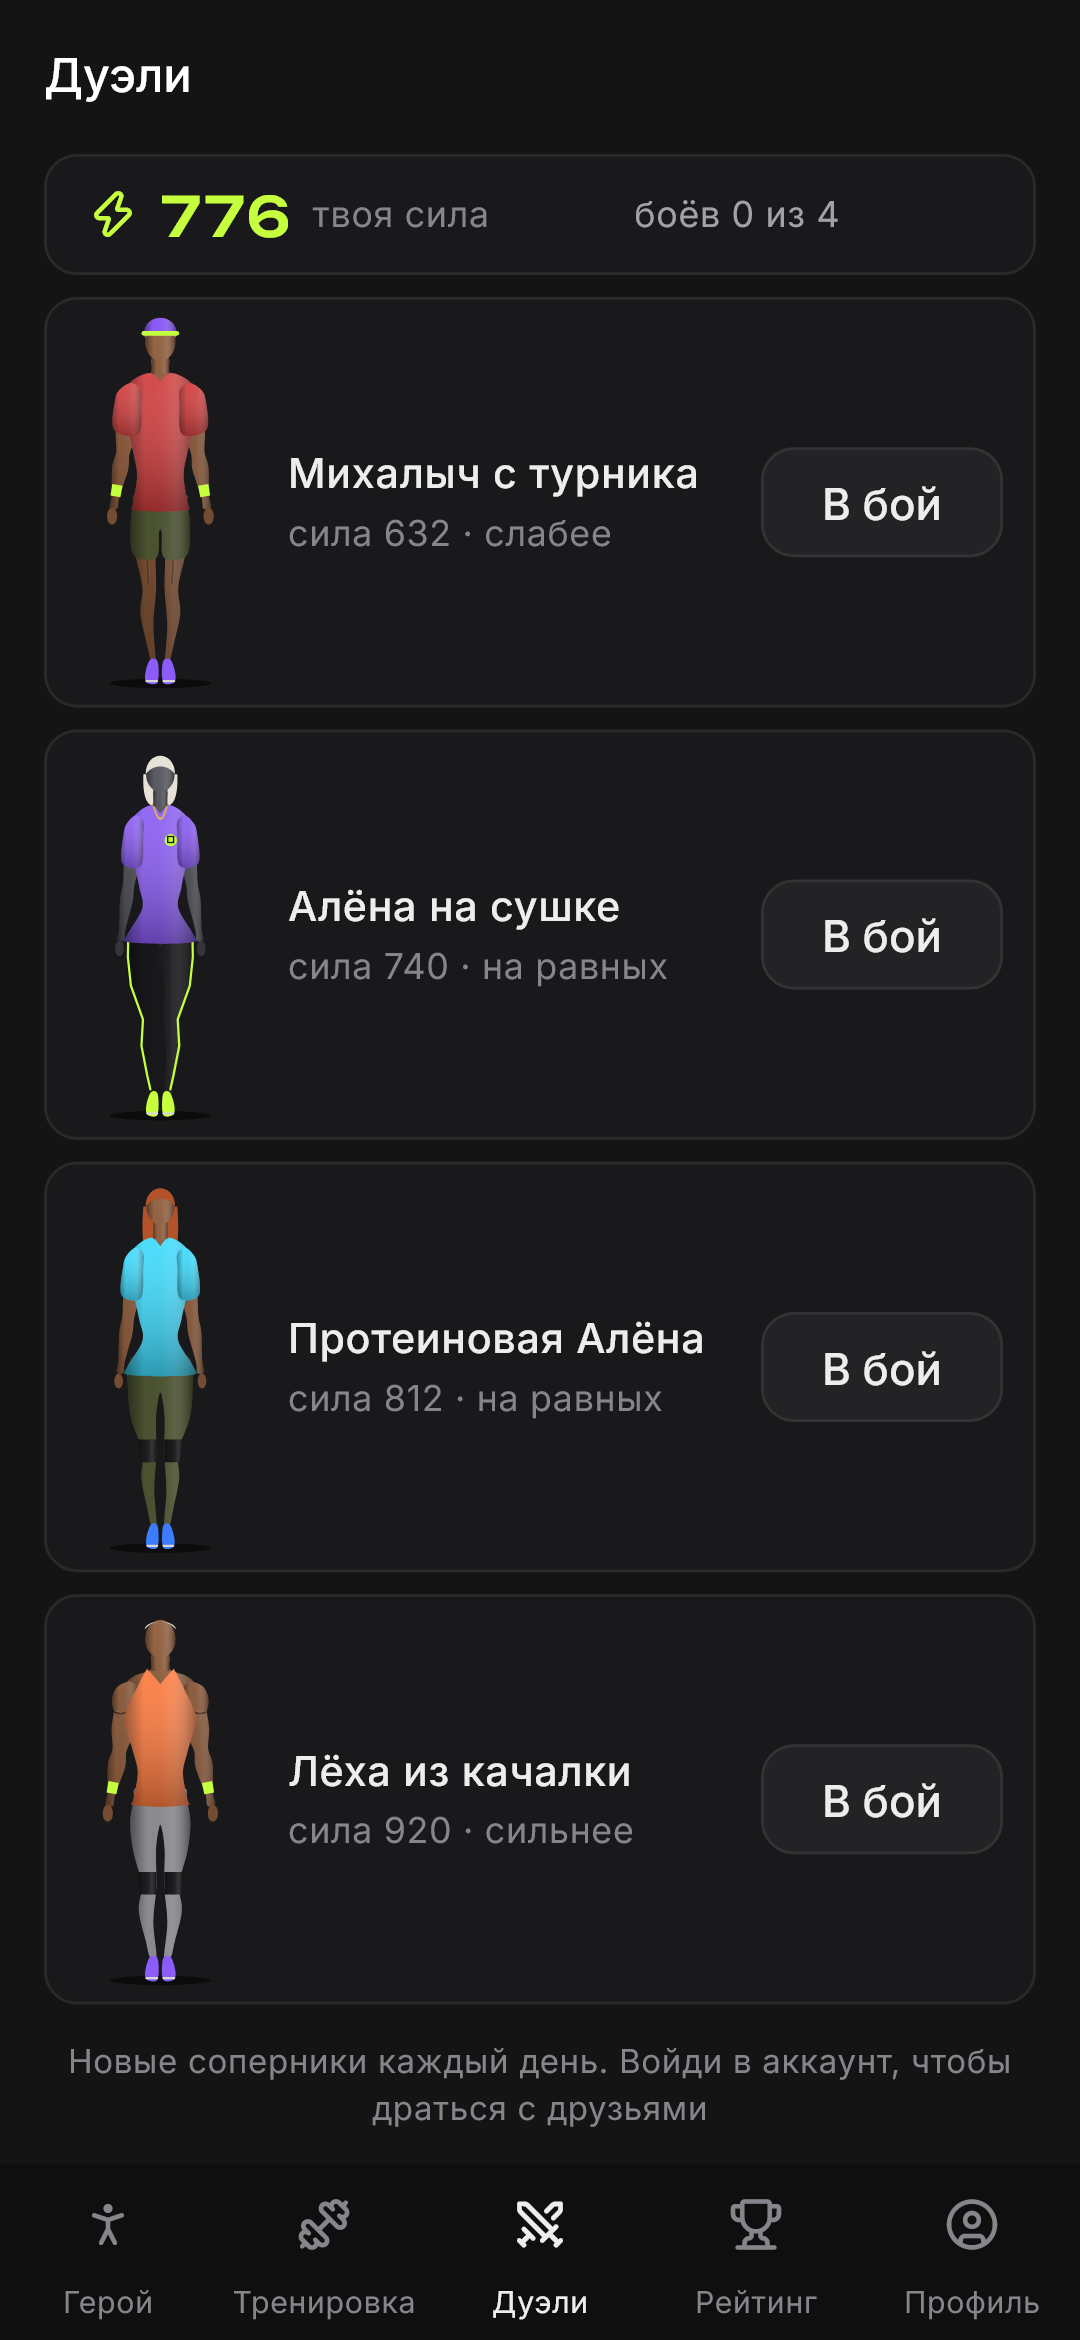 Дуэли
776 твоя сила боёв 0 из 4
Михалыч с турника
сила 632 · слабее
В бой
Алёна на сушке
сила 740 · на равных
В бой
Протеиновая Алёна
сила 812 · на равных
В бой
Лёха из качалки
сила 920 · сильнее
В бой
Новые соперники каждый день. Войди в аккаунт, чтобы
драться с друзьями
Герой Тренировка Дуэли Рейтинг Профиль